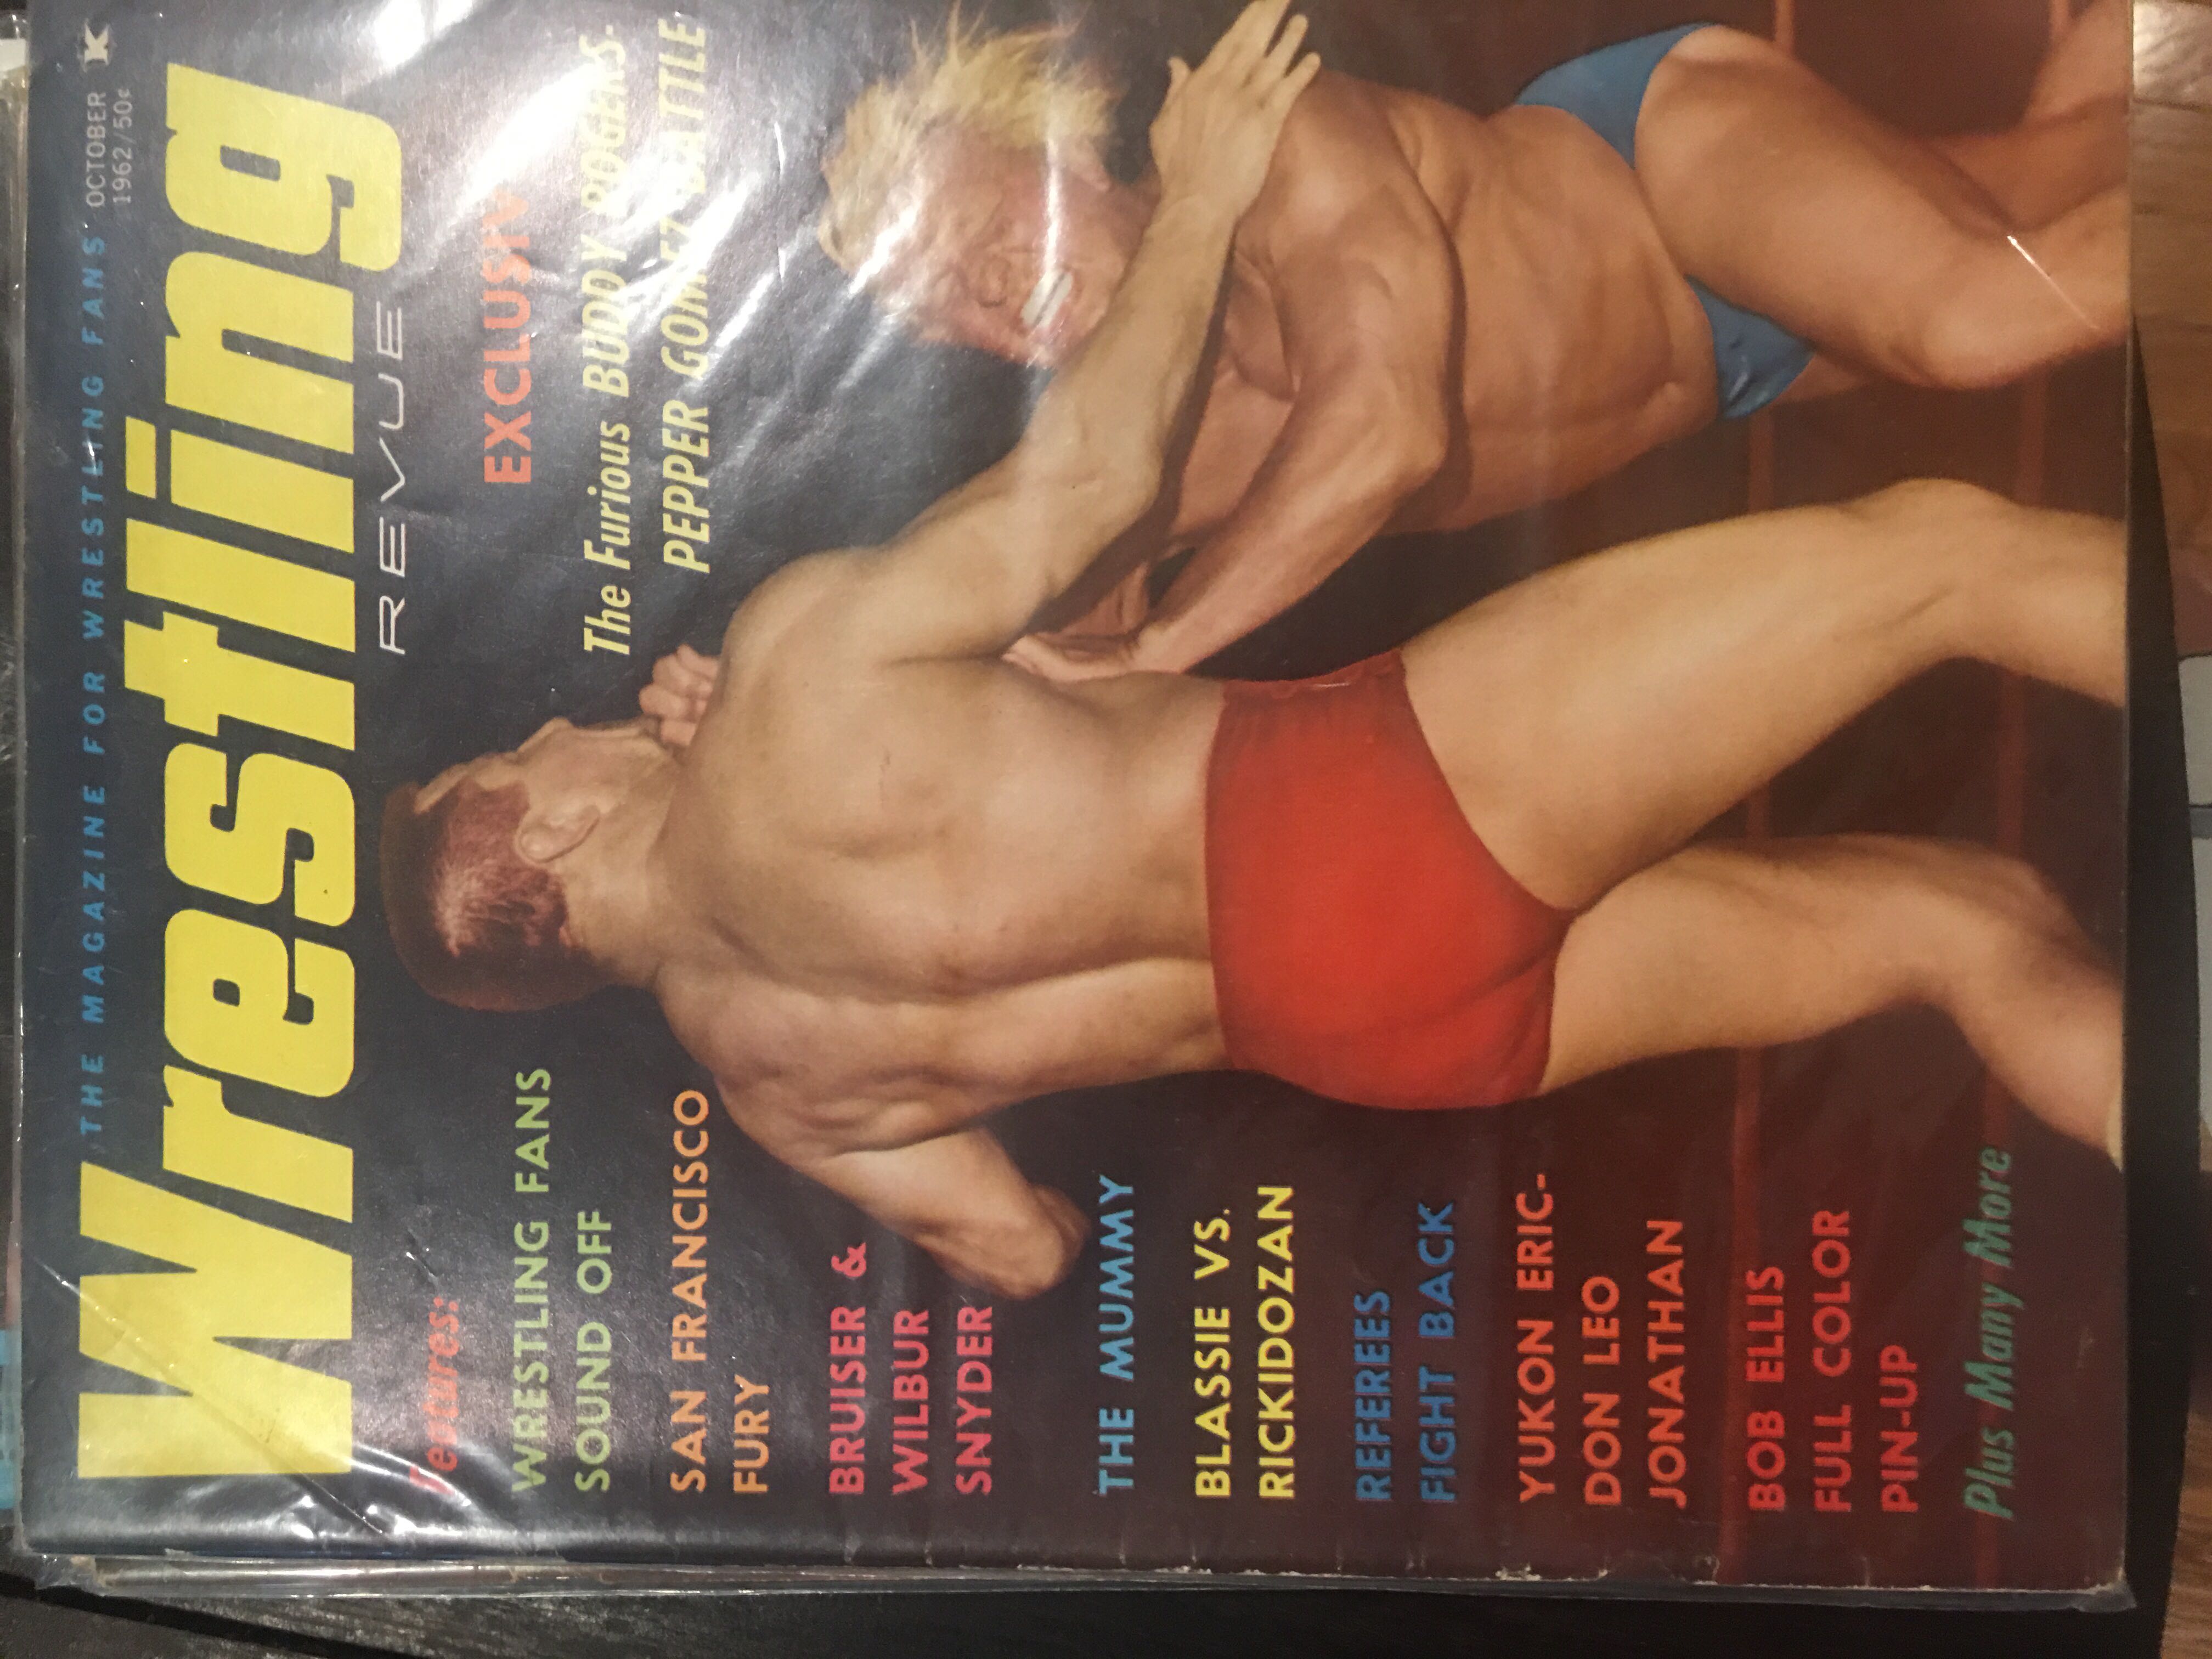 "THE MAGAZINE FOR WRESTLING FANS"
OCTOBER
1962/50¢
K
Wrestling
REVUE
EXCLUSIV
The Furious BUDDY ROGERS-
PEPPER GOMEZ BATTLE
Features:
WRESTLING FANS
SOUND OFF
SAN FRANCISCO
FURY
BRUISER &
WILBUR
SNYDER
THE MUMMY
BLASSIE VS.
RICKIDOZAN
REFEREES
FIGHT BACK
YUKON ERIC-
DON LEO
JONATHAN
BOB ELLIS
FULL COLOR
PIN-UP
Plus Many More